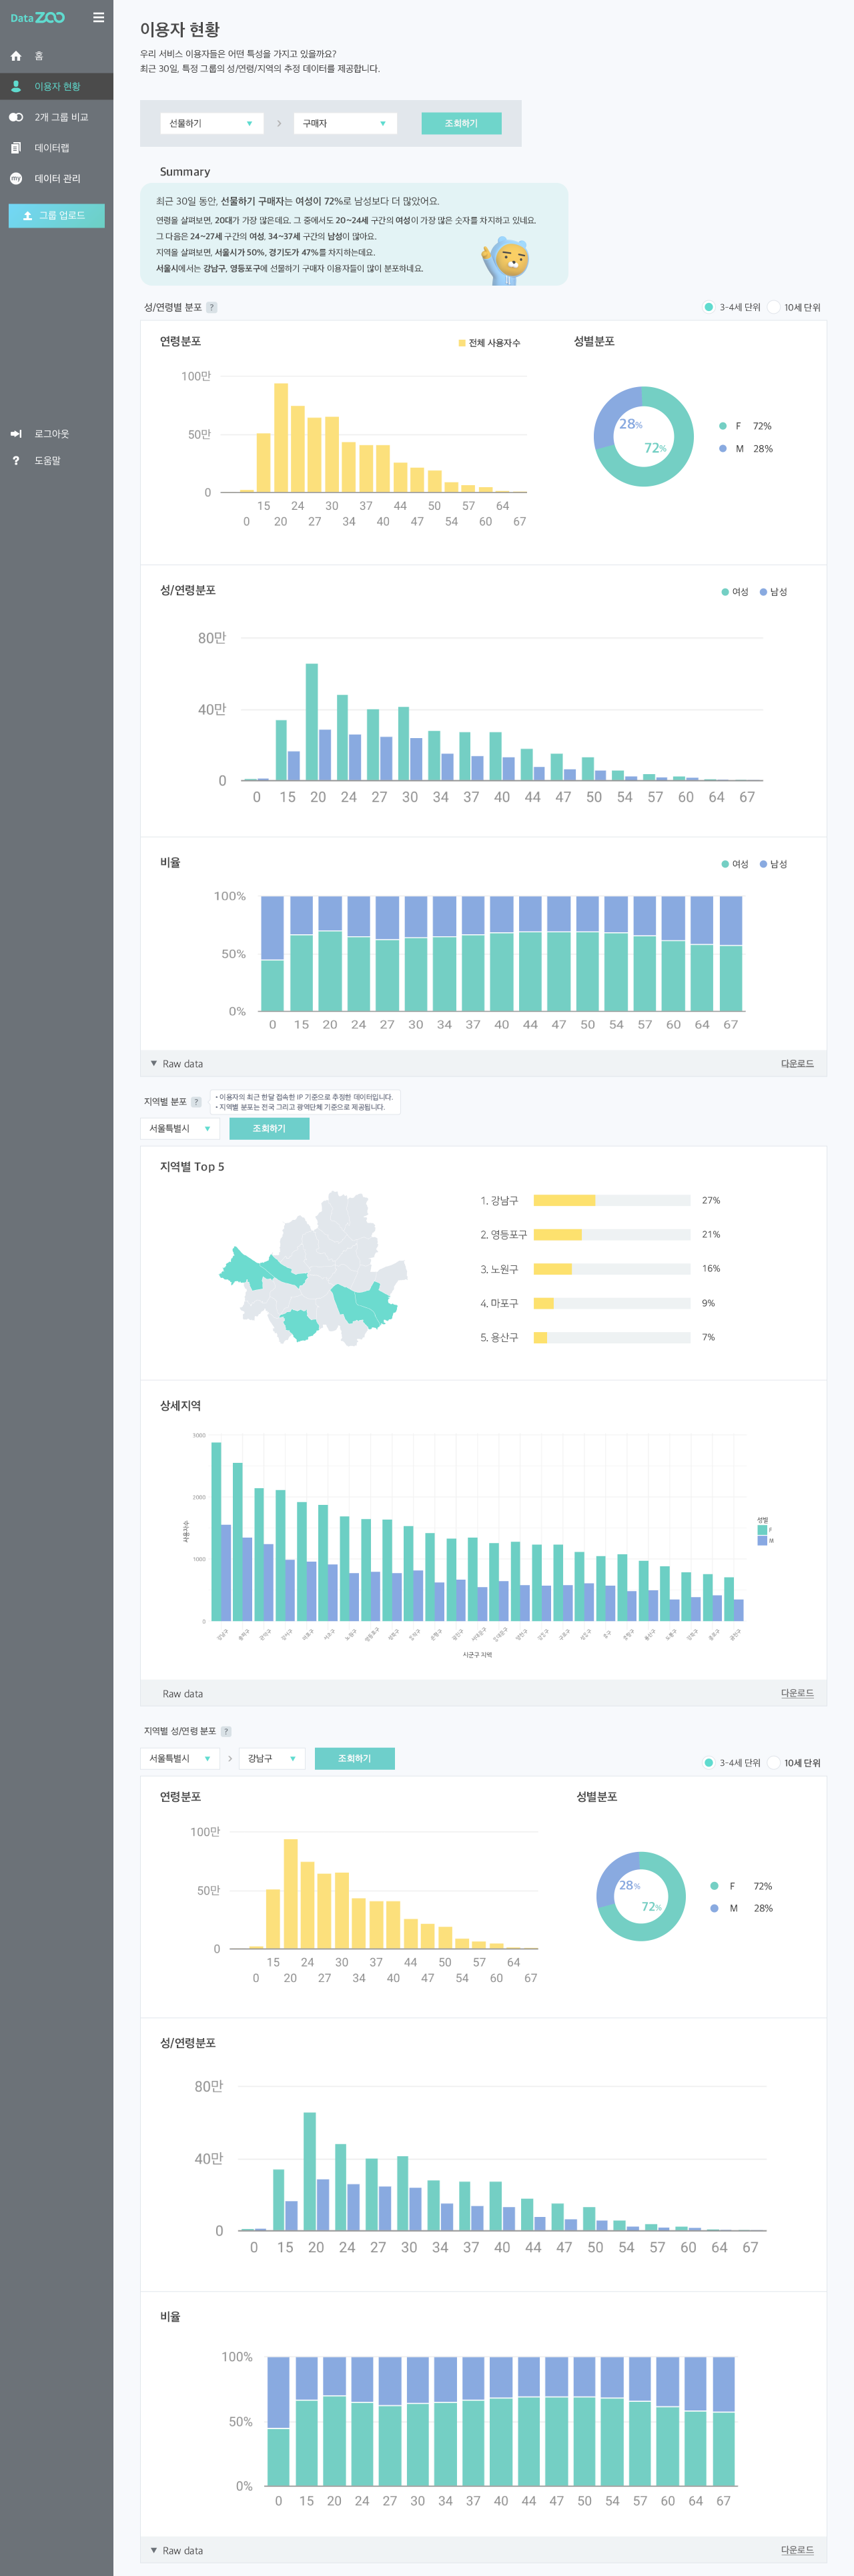 Data ZOO
홈
이용자 현황
2개 그룹 비교
데이터랩
my 데이터 관리
그룹 업로드
로그아웃
? 도움말
이용자 현황
우리 서비스 이용자들은 어떤 특성을 가지고 있을까요?
최근 30일, 특정 그룹의 성/연령/지역의 추정 데이터를 제공합니다.
선물하기 > 구매자 조회하기
Summary
최근 30일 동안, 선물하기 구매자는 여성이 72%로 남성보다 더 많았어요.
연령을 살펴보면, 20대가 가장 많은데요. 그 중에서도 20~24세 구간의 여성이 가장 많은 숫자를 차지하고 있네요.
그 다음은 24~27세 구간의 여성, 34~37세 구간의 남성이 많아요.
지역을 살펴보면, 서울시가 50%, 경기도가 47%를 차지하는데요.
서울시에서는 강남구, 영등포구에 선물하기 구매자 이용자들이 많이 분포하네요.
성/연령별 분포 ? 3-4세 단위 10세 단위
연령분포 전체 사용자수
100만
50만
0
15 24 30 37 44 50 57 64
0 20 27 34 40 47 54 60 67
성별분포
28%
72%
F 72%
M 28%
성/연령분포 여성 남성
80만
40만
0
0 15 20 24 27 30 34 37 40 44 47 50 54 57 60 64 67
비율 여성 남성
100%
50%
0%
0 15 20 24 27 30 34 37 40 44 47 50 54 57 60 64 67
▼ Raw data 다운로드
지역별 분포 ?
• 이용자의 최근 한달 접속한 IP 기준으로 추정한 데이터입니다.
• 지역별 분포는 전국 그리고 광역단체 기준으로 제공됩니다.
서울특별시 조회하기
지역별 Top 5
1. 강남구 27%
2. 영등포구 21%
3. 노원구 16%
4. 마포구 9%
5. 용산구 7%
상세지역
3000
2000
1000
0
사용자수
성별
F
M
시군구 지역
Raw data 다운로드
지역별 성/연령 분포 ?
서울특별시 > 강남구 조회하기 3-4세 단위 10세 단위
연령분포
100만
50만
0
15 24 30 37 44 50 57 64
0 20 27 34 40 47 54 60 67
성별분포
28%
72%
F 72%
M 28%
성/연령분포
80만
40만
0
0 15 20 24 27 30 34 37 40 44 47 50 54 57 60 64 67
비율
100%
50%
0%
0 15 20 24 27 30 34 37 40 44 47 50 54 57 60 64 67
▼ Raw data 다운로드